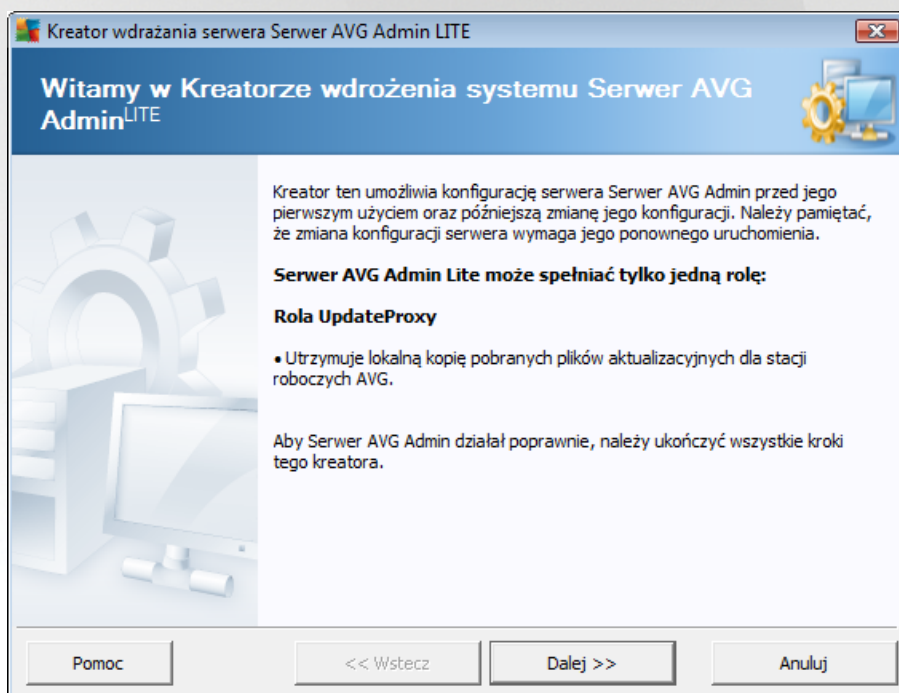 Kreator wdrażania serwera Serwer AVG Admin LITE
Witamy w Kreatorze wdrożenia systemu Serwer AVG
AdminLITE
Kreator ten umożliwia konfigurację serwera Serwer AVG Admin przed jego
pierwszym użyciem oraz późniejszą zmianę jego konfiguracji. Należy pamiętać,
że zmiana konfiguracji serwera wymaga jego ponownego uruchomienia.
Serwer AVG Admin Lite może spełniać tylko jedną rolę:
Rola UpdateProxy
• Utrzymuje lokalną kopię pobranych plików aktualizacyjnych dla stacji
roboczych AVG.
Aby Serwer AVG Admin działał poprawnie, należy ukończyć wszystkie kroki
tego kreatora.
Pomoc
<< Wstecz
Dalej >>
Anuluj